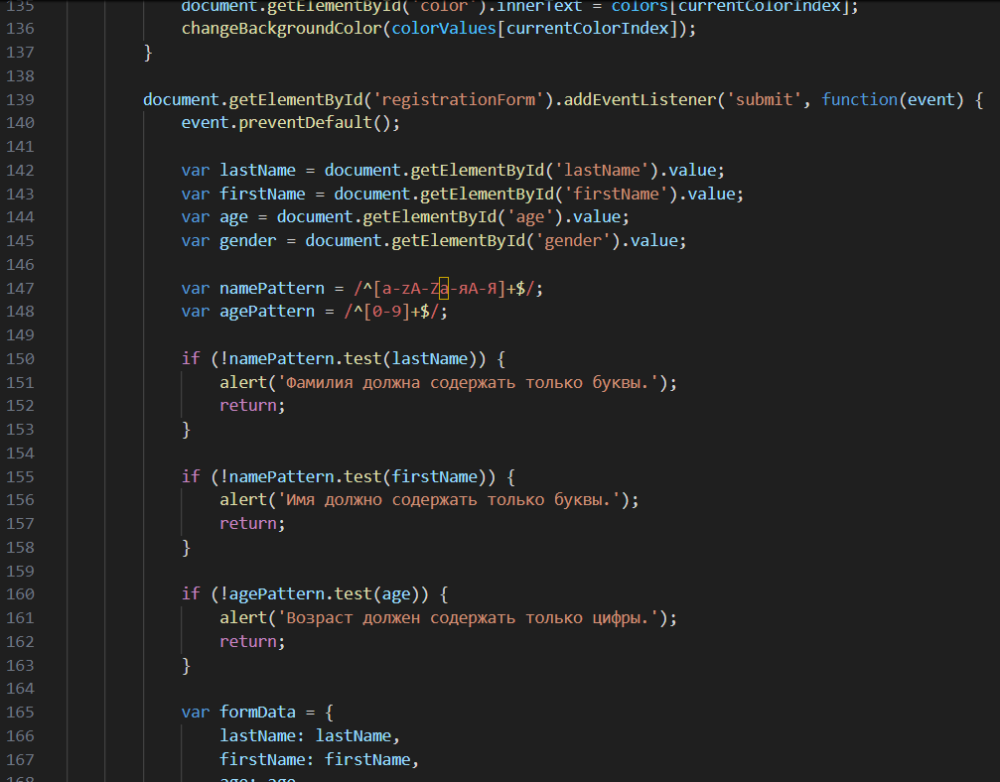 135 document.getElementById('color').innerText = colors[currentColorIndex];
136 changeBackgroundColor(colorValues[currentColorIndex]);
137 }
138
139 document.getElementById('registrationForm').addEventListener('submit', function(event) {
140 event.preventDefault();
141
142 var lastName = document.getElementById('lastName').value;
143 var firstName = document.getElementById('firstName').value;
144 var age = document.getElementById('age').value;
145 var gender = document.getElementById('gender').value;
146
147 var namePattern = /^[a-zA-Zа-яА-Я]+$/;
148 var agePattern = /^[0-9]+$/;
149
150 if (!namePattern.test(lastName)) {
151 alert('Фамилия должна содержать только буквы.');
152 return;
153 }
154
155 if (!namePattern.test(firstName)) {
156 alert('Имя должно содержать только буквы.');
157 return;
158 }
159
160 if (!agePattern.test(age)) {
161 alert('Возраст должен содержать только цифры.');
162 return;
163 }
164
165 var formData = {
166 lastName: lastName,
167 firstName: firstName,
168 age: age